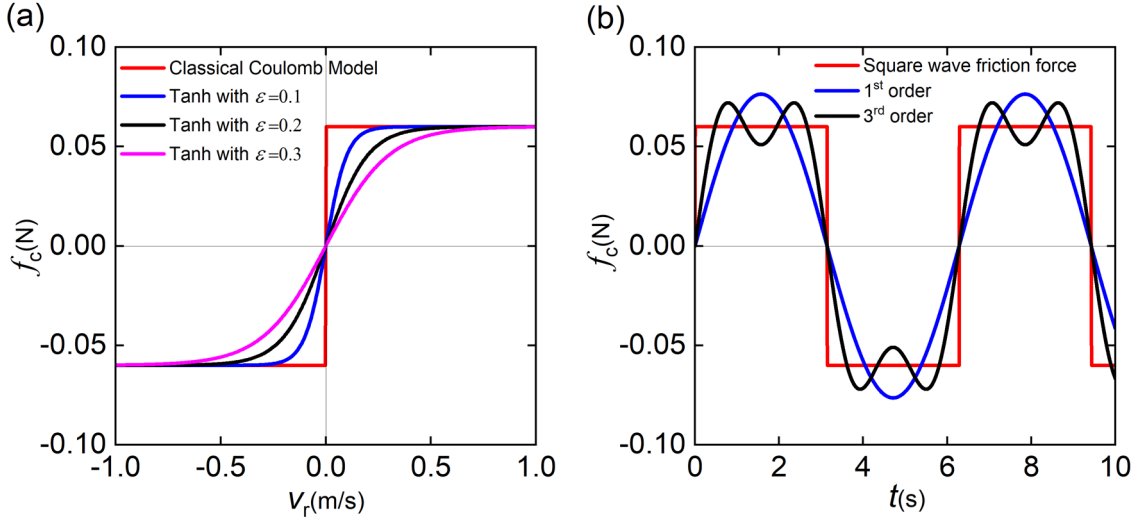 (a)
0.10
0.05
0.00
-0.05
-0.10
f_c(N)
Classical Coulomb Model
Tanh with ε=0.1
Tanh with ε=0.2
Tanh with ε=0.3
-1.0 -0.5 0.0 0.5 1.0
v_r(m/s)
(b)
0.10
0.05
0.00
-0.05
-0.10
f_c(N)
Square wave friction force
1st order
3rd order
0 2 4 6 8 10
t(s)